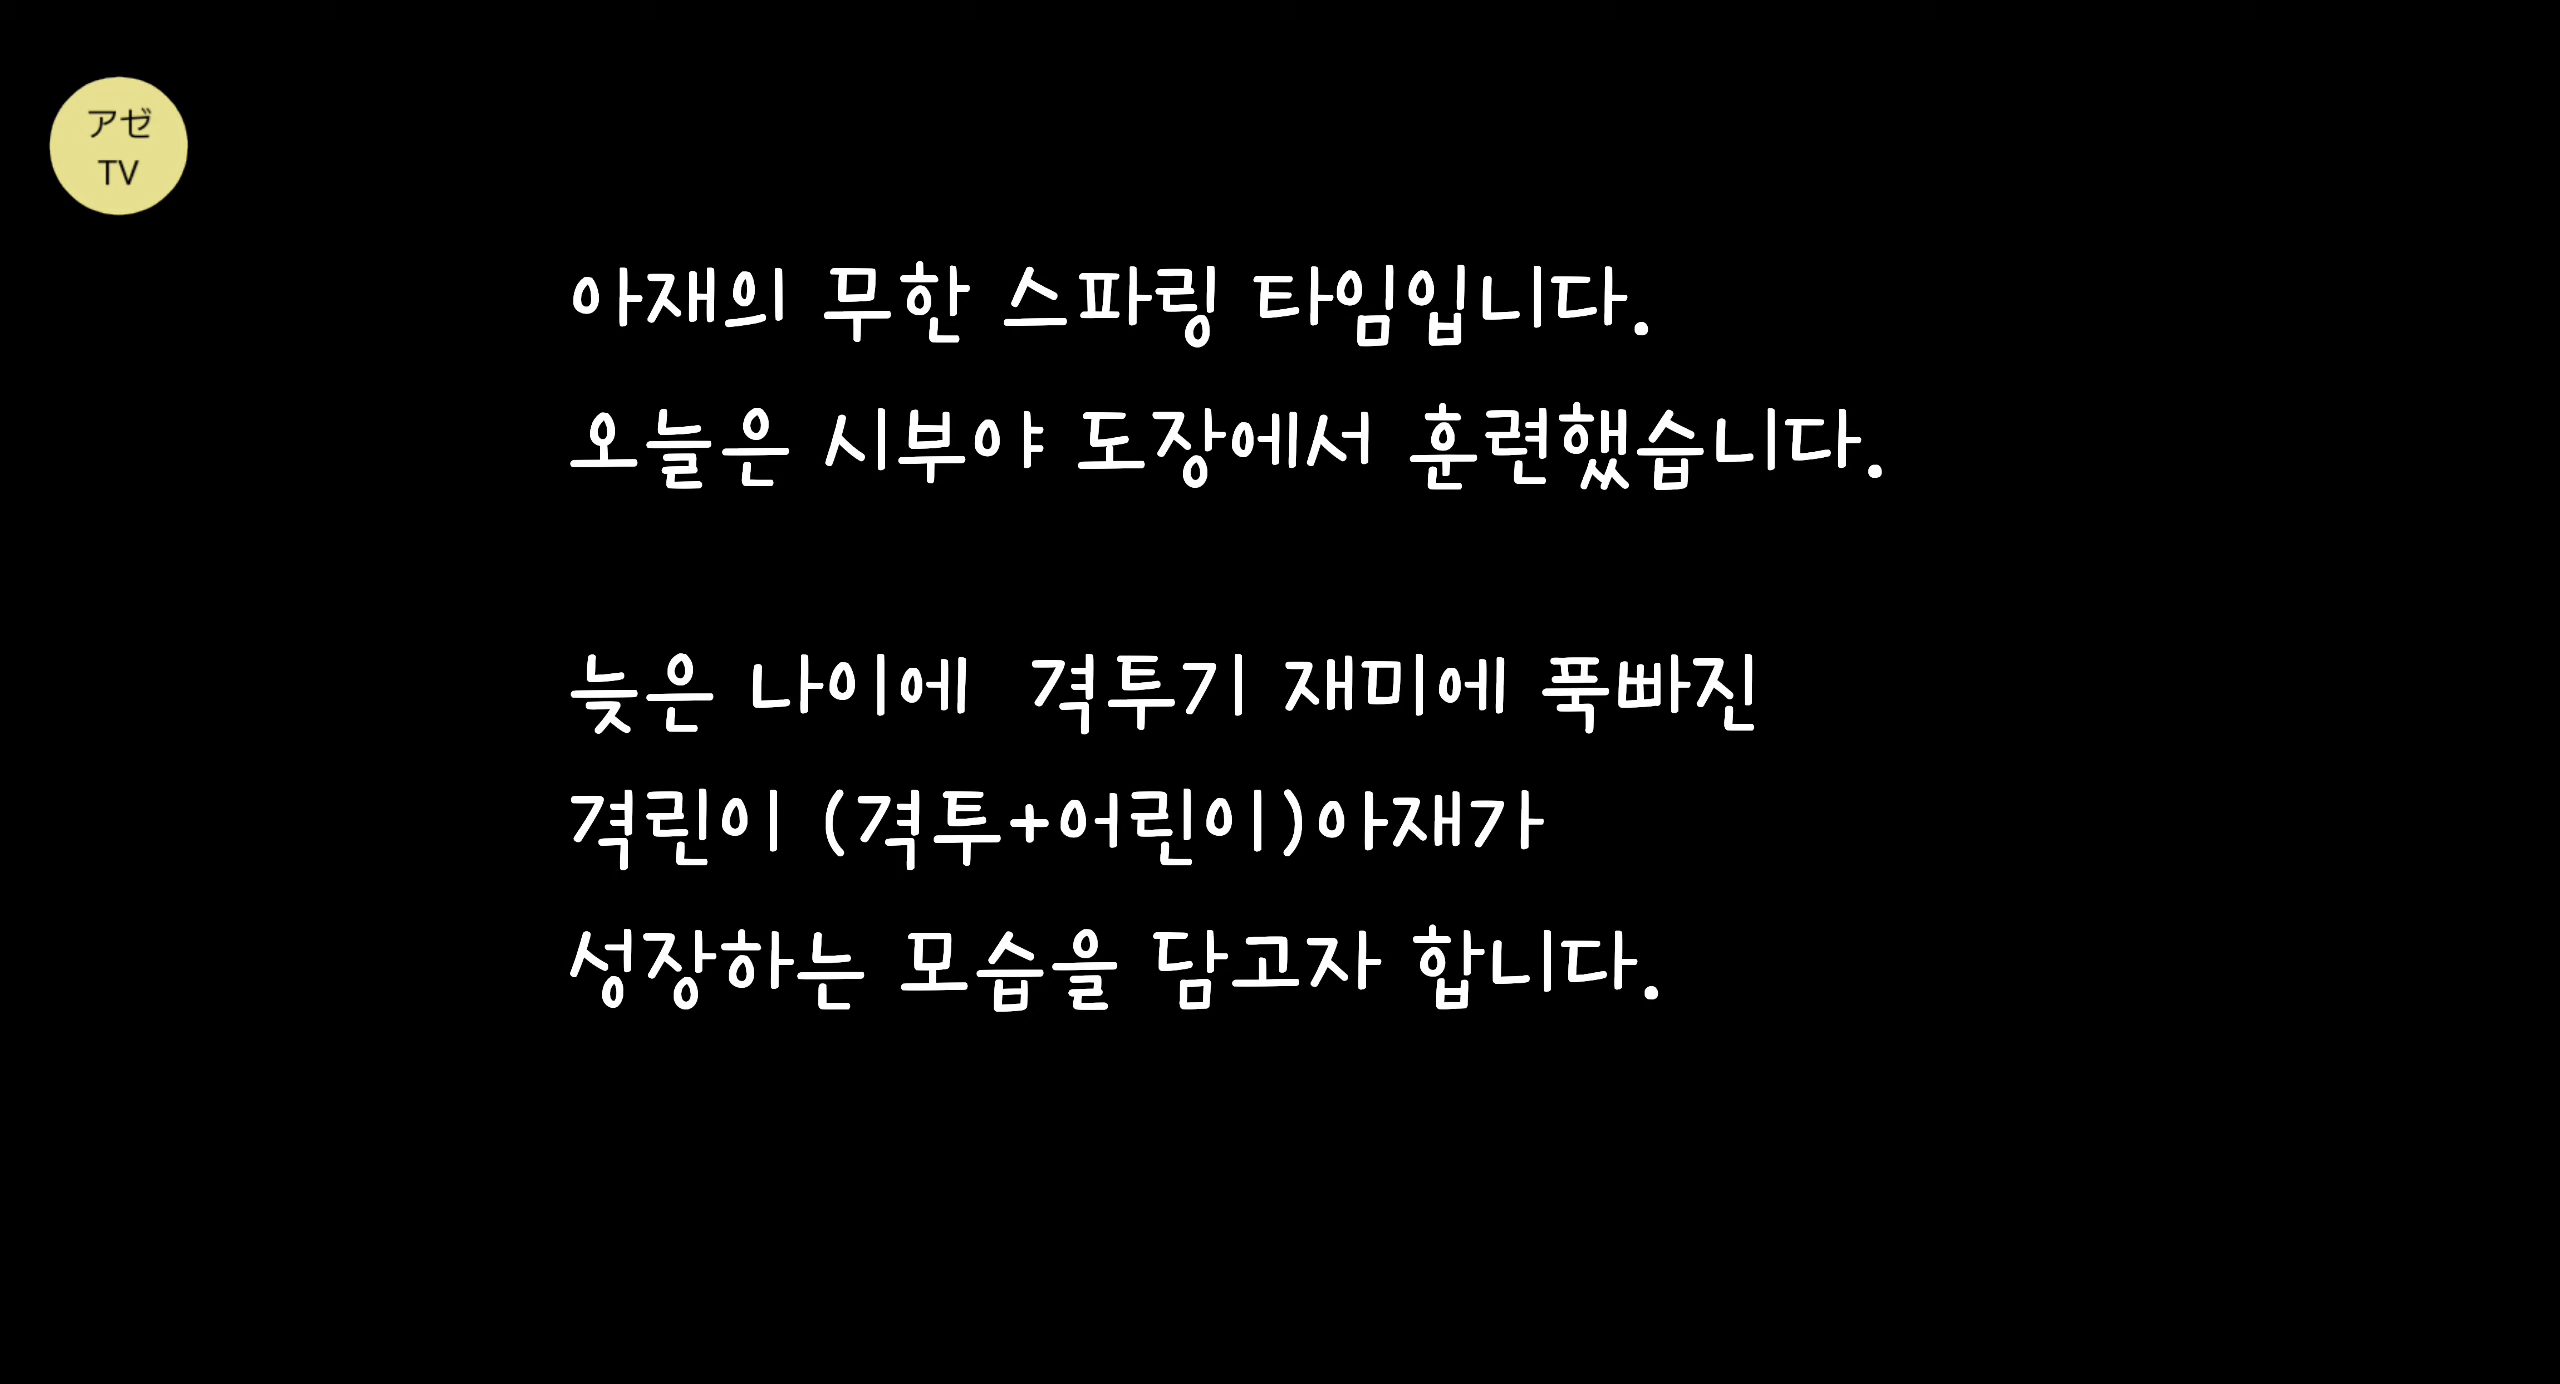 アゼ
TV
아재의 무한 스파링 타임입니다.
오늘은 시부야 도장에서 훈련했습니다.
늦은 나이에  격투기 재미에 푹빠진
격린이 (격투+어린이)아재가
성장하는 모습을 담고자 합니다.